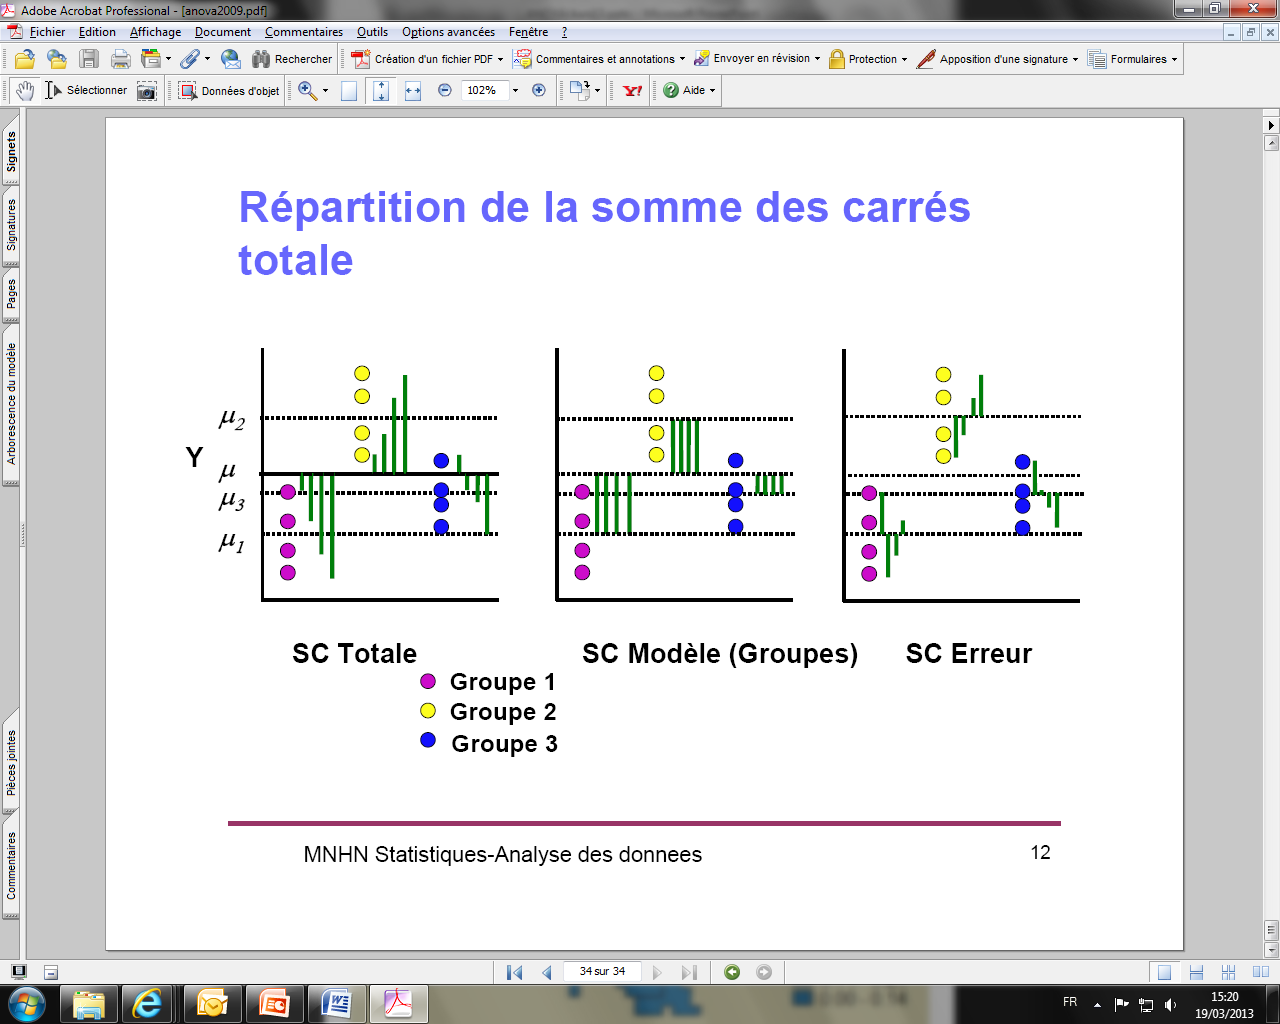 Adobe Acrobat Professional - [anova2009.pdf]
Fichier Edition Affichage Document Commentaires Outils Options avancées Fenêtre ?
Rechercher Création d'un fichier PDF Commentaires et annotations Envoyer en révision Protection Apposition d'une signature Formulaires
Sélectionner Données d'objet 102% Y! Aide
Signets
Signatures
Pages
Arborescence du modèle
Pièces jointes
Commentaires
Répartition de la somme des carrés
totale
μ2
Y
μ
μ3
μ1
SC Totale SC Modèle (Groupes) SC Erreur
Groupe 1
Groupe 2
Groupe 3
MNHN Statistiques-Analyse des donnees 12
34 sur 34
0.00 - 0.14
FR 15:20
19/03/2013